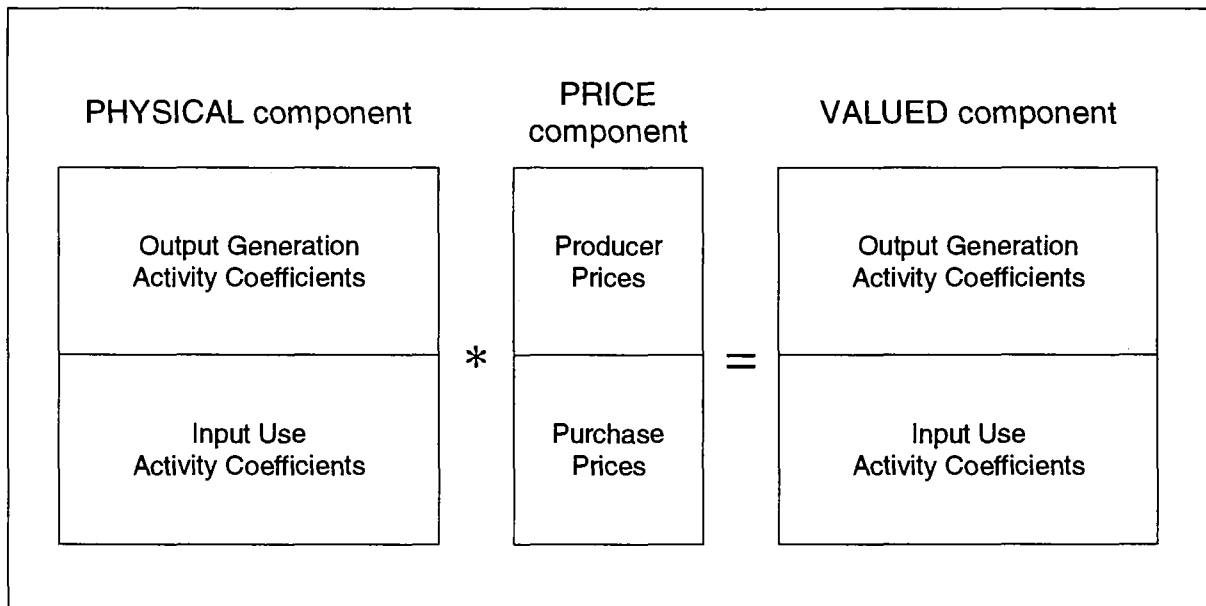 PHYSICAL component
PRICE
component
VALUED component
Output Generation
Activity Coefficients
Producer
Prices
Output Generation
Activity Coefficients
*
=
Input Use
Activity Coefficients
Purchase
Prices
Input Use
Activity Coefficients